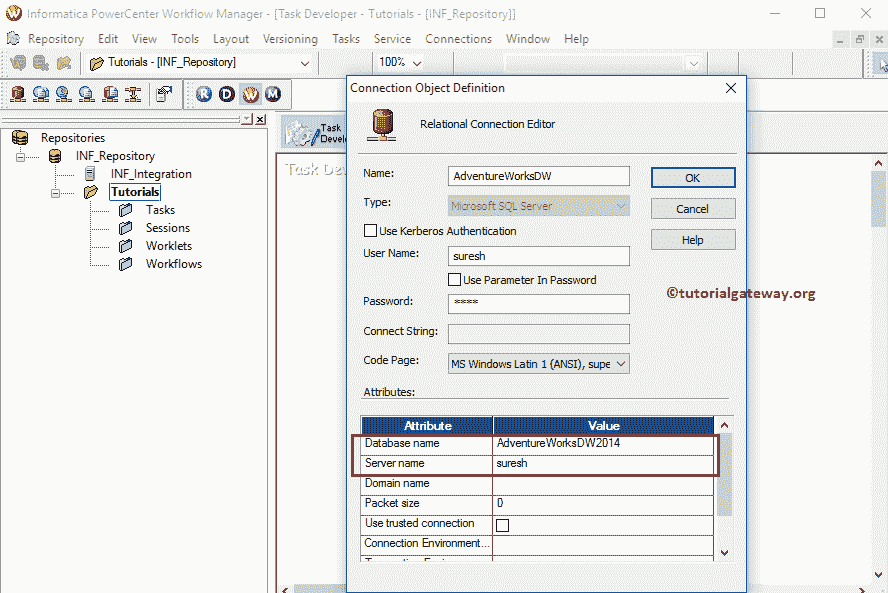 Informatica PowerCenter Workflow Manager - [Task Developer - Tutorials - [INF_Repository]]
Repository Edit View Tools Layout Versioning Tasks Service Connections Window Help
Tutorials - [INF_Repository] 100%
R D W M
Repositories
INF_Repository
INF_Integration
Tutorials
Tasks
Sessions
Worklets
Workflows
Task
Task
Connection Object Definition
Relational Connection Editor
Name: AdventureWorksDW OK
Type: Microsoft SQL Server Cancel
Use Kerberos Authentication
Help
User Name: suresh
Use Parameter In Password
©tutorialgateway.org
Password: ****
Connect String:
Code Page: MS Windows Latin 1 (ANSI), supe
Attributes:
Attribute Value
Database name AdventureWorksDW2014
Server name suresh
Domain name
Packet size 0
Use trusted connection
Connection Environment...